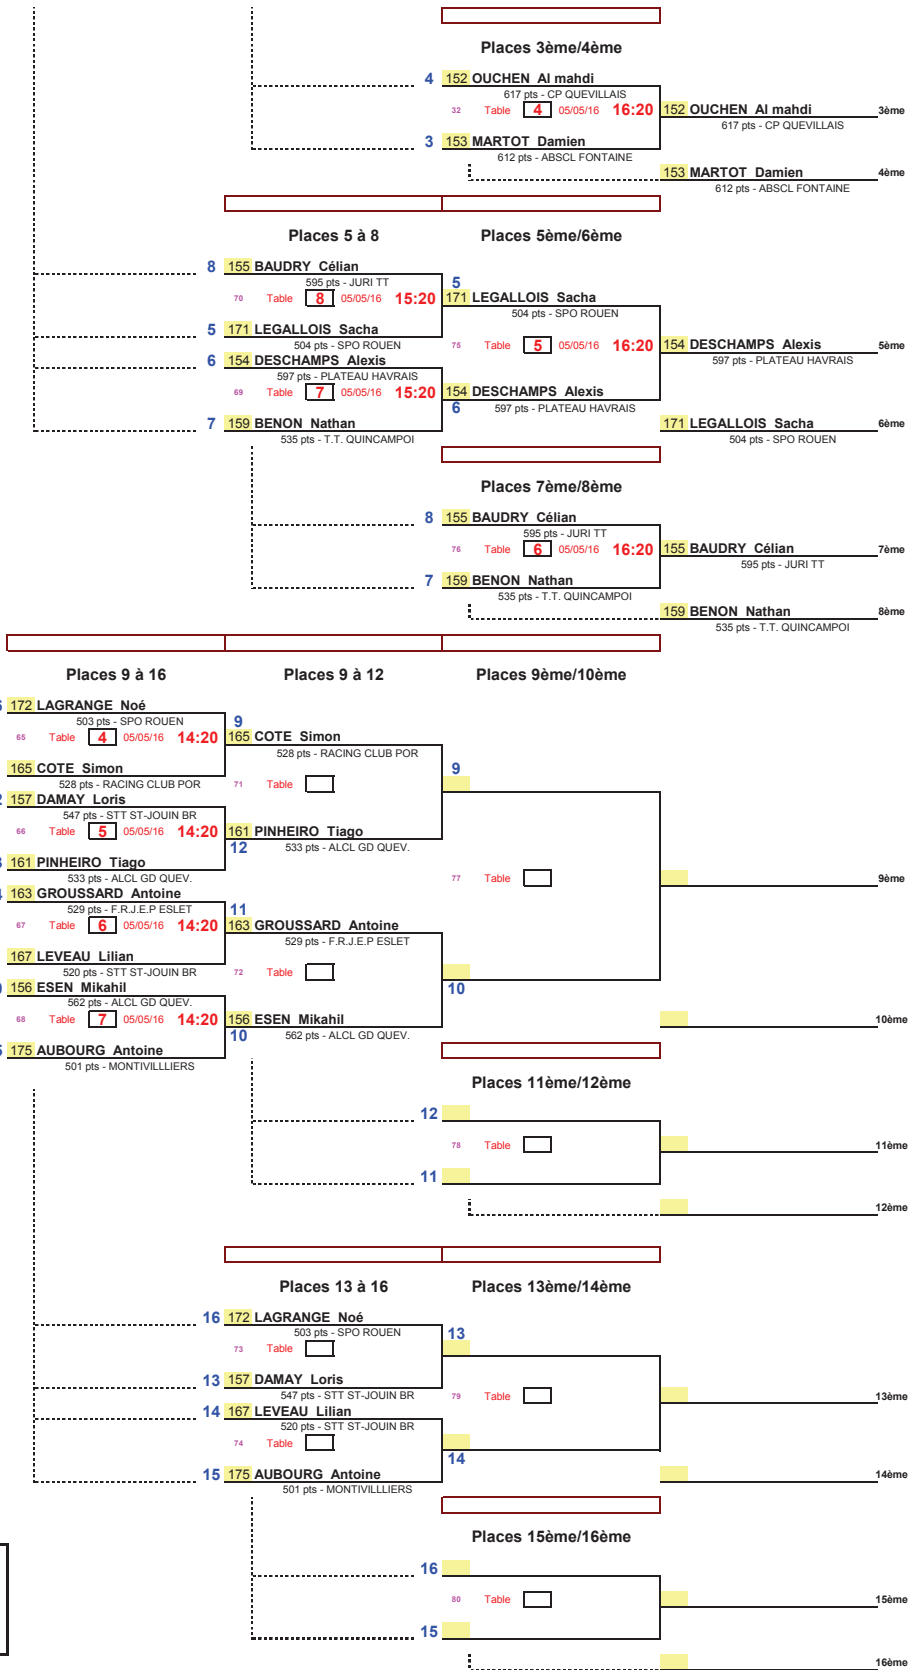 Places 3ème/4ème
4 152 OUCHEN Al mahdi
617 pts - CP QUEVILLAIS
32 Table 4 05/05/16 16:20 152 OUCHEN Al mahdi 3ème
617 pts - CP QUEVILLAIS
3 153 MARTOT Damien
612 pts - ABSCL FONTAINE
153 MARTOT Damien 4ème
612 pts - ABSCL FONTAINE
Places 5 à 8 Places 5ème/6ème
8 155 BAUDRY Célian
595 pts - JURI TT 5
70 Table 8 05/05/16 15:20 171 LEGALLOIS Sacha
504 pts - SPO ROUEN
5 171 LEGALLOIS Sacha
504 pts - SPO ROUEN 75 Table 5 05/05/16 16:20 154 DESCHAMPS Alexis 5ème
6 154 DESCHAMPS Alexis 597 pts - PLATEAU HAVRAIS
597 pts - PLATEAU HAVRAIS
69 Table 7 05/05/16 15:20 154 DESCHAMPS Alexis
6 597 pts - PLATEAU HAVRAIS
7 159 BENON Nathan 171 LEGALLOIS Sacha 6ème
535 pts - T.T. QUINCAMPOI 504 pts - SPO ROUEN
Places 7ème/8ème
8 155 BAUDRY Célian
595 pts - JURI TT
76 Table 6 05/05/16 16:20 155 BAUDRY Célian 7ème
595 pts - JURI TT
7 159 BENON Nathan
535 pts - T.T. QUINCAMPOI
159 BENON Nathan 8ème
535 pts - T.T. QUINCAMPOI
Places 9 à 16 Places 9 à 12 Places 9ème/10ème
172 LAGRANGE Noé
503 pts - SPO ROUEN 9
65 Table 4 05/05/16 14:20 165 COTE Simon
528 pts - RACING CLUB POR
165 COTE Simon 9
528 pts - RACING CLUB POR 71 Table
157 DAMAY Loris
547 pts - STT ST-JOUIN BR
66 Table 5 05/05/16 14:20 161 PINHEIRO Tiago
12 533 pts - ALCL GD QUEV.
161 PINHEIRO Tiago
533 pts - ALCL GD QUEV. 77 Table 9ème
163 GROUSSARD Antoine
529 pts - F.R.J.E.P ESLET 11
67 Table 6 05/05/16 14:20 163 GROUSSARD Antoine
529 pts - F.R.J.E.P ESLET
167 LEVEAU Lilian
520 pts - STT ST-JOUIN BR 72 Table
156 ESEN Mikahil 10
562 pts - ALCL GD QUEV.
68 Table 7 05/05/16 14:20 156 ESEN Mikahil 10ème
10 562 pts - ALCL GD QUEV.
175 AUBOURG Antoine
501 pts - MONTIVILLLIERS
Places 11ème/12ème
12
78 Table 11ème
11
12ème
Places 13 à 16 Places 13ème/14ème
16 172 LAGRANGE Noé
503 pts - SPO ROUEN 13
73 Table
13 157 DAMAY Loris
547 pts - STT ST-JOUIN BR 79 Table 13ème
14 167 LEVEAU Lilian
520 pts - STT ST-JOUIN BR
74 Table
14
15 175 AUBOURG Antoine 14ème
501 pts - MONTIVILLLIERS
Places 15ème/16ème
16
80 Table 15ème
15
16ème